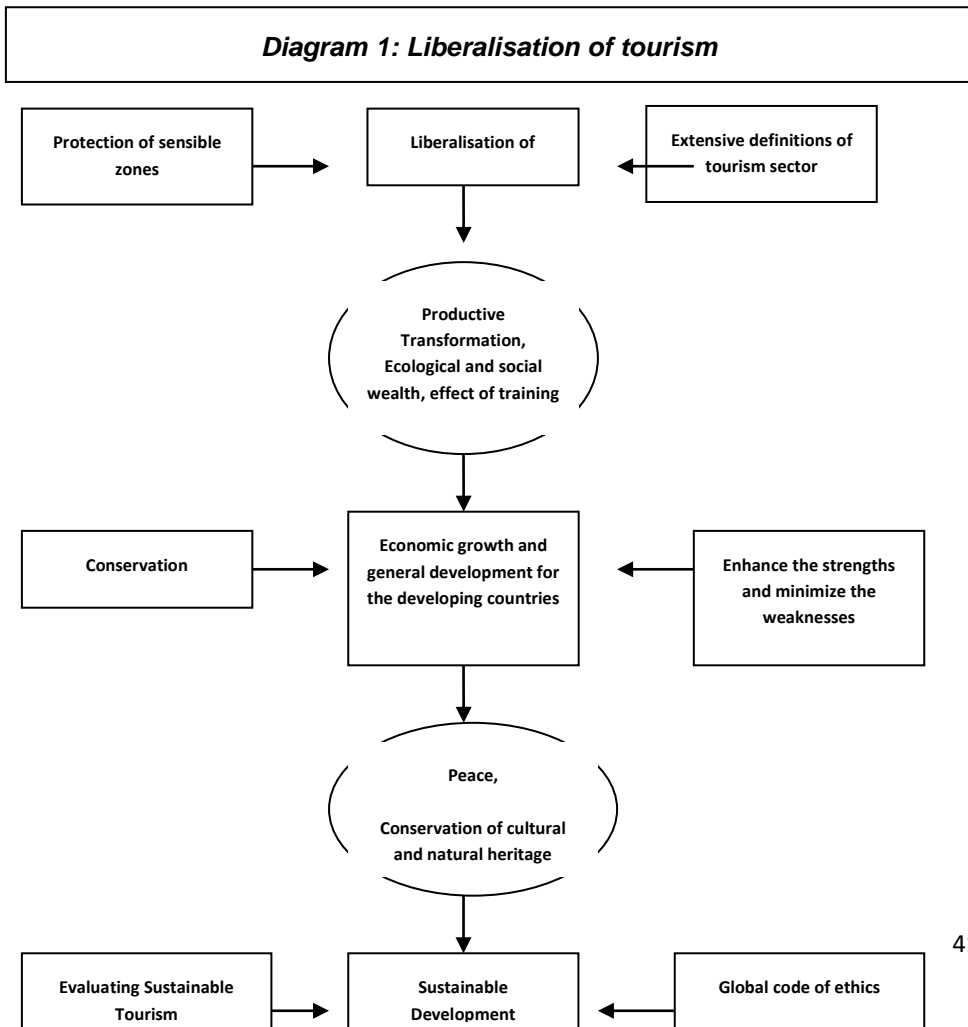 Diagram 1: Liberalisation of tourism
Protection of sensible
zones
Liberalisation of
Extensive definitions of
tourism sector
Productive
Transformation,
Ecological and social
wealth, effect of training
Conservation
Economic growth and
general development for
the developing countries
Enhance the strengths
and minimize the
weaknesses
Peace,
Conservation of cultural
and natural heritage
Evaluating Sustainable
Tourism
Sustainable
Development
Global code of ethics